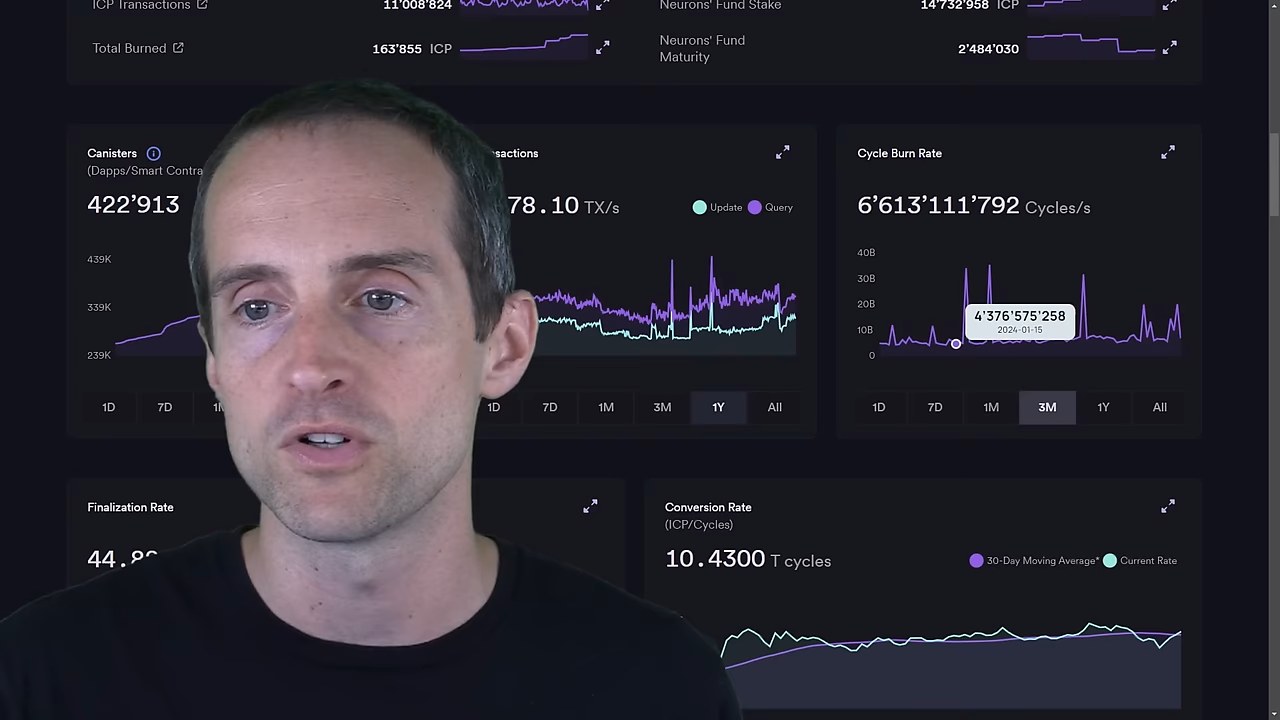 ICP Transactions
11'008'824
Neurons' Fund Stake
14'732'958 ICP
Total Burned
163'855 ICP
Neurons' Fund
Maturity
2'484'030
Canisters
(Dapps/Smart Contra
422'913
439K
339K
239K
1D 7D
sactions
78.10 TX/s
Update Query
1D 7D 1M 3M 1Y All
Cycle Burn Rate
6'613'111'792 Cycles/s
40B
30B
20B
10B
0
4'376'575'258
2024-01-15
1D 7D 1M 3M 1Y All
Finalization Rate
44.8
Conversion Rate
(ICP/Cycles)
10.4300 T cycles
30-Day Moving Average* Current Rate